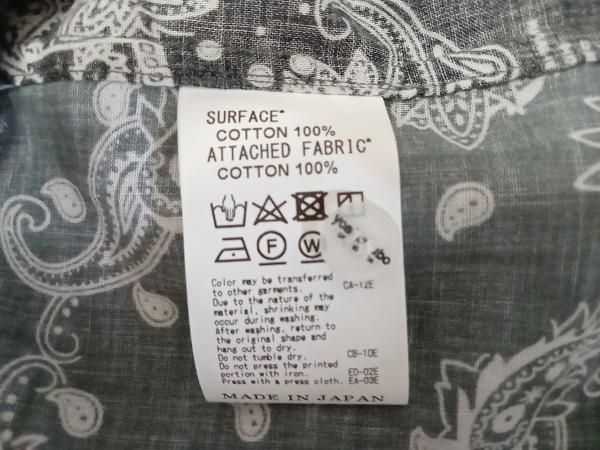 SURFACE*
COTTON 100%
ATTACHED FABRIC*
COTTON 100%
F
W
Color may be transferred
to other garments. CA-12E
Due to the nature of the
material, shrinking may
occur during washing.
After washing, return to
the original shape and
hang out to dry.
Do not tumble dry. CB-10E
Do not press the printed
portion with iron. ED-02E
Press with a press cloth. EA-03E
MADE IN JAPAN